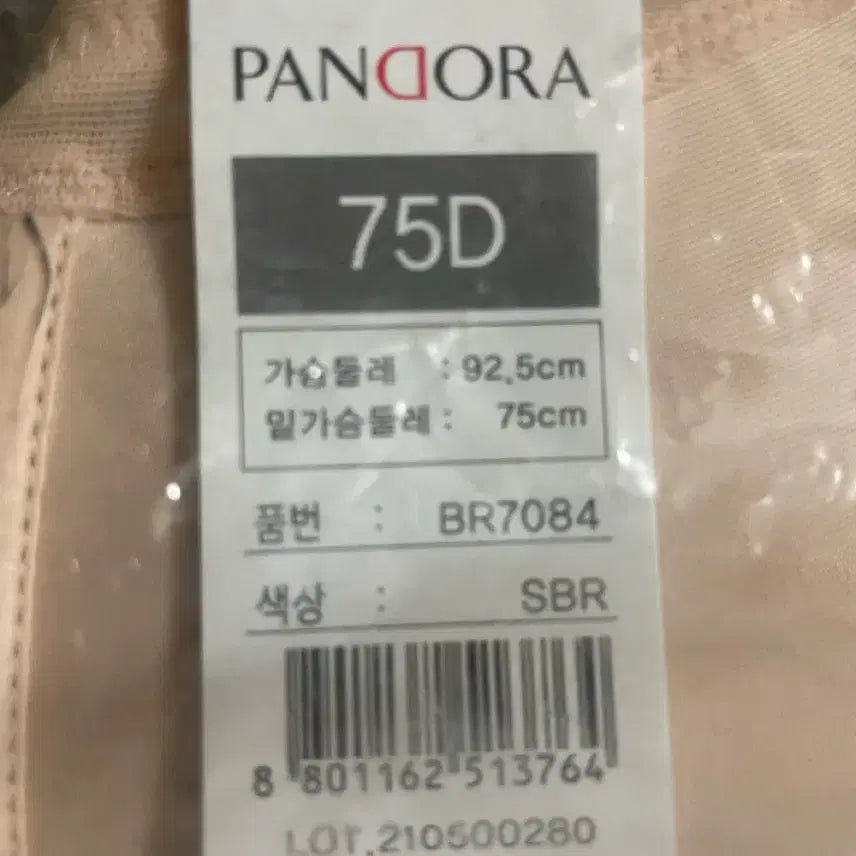 PANDORA
75D
가슴둘레 : 92.5cm
밑가슴둘레 : 75cm
품번 : BR7084
색상 : SBR
8 801162 513764
LOT.210500280